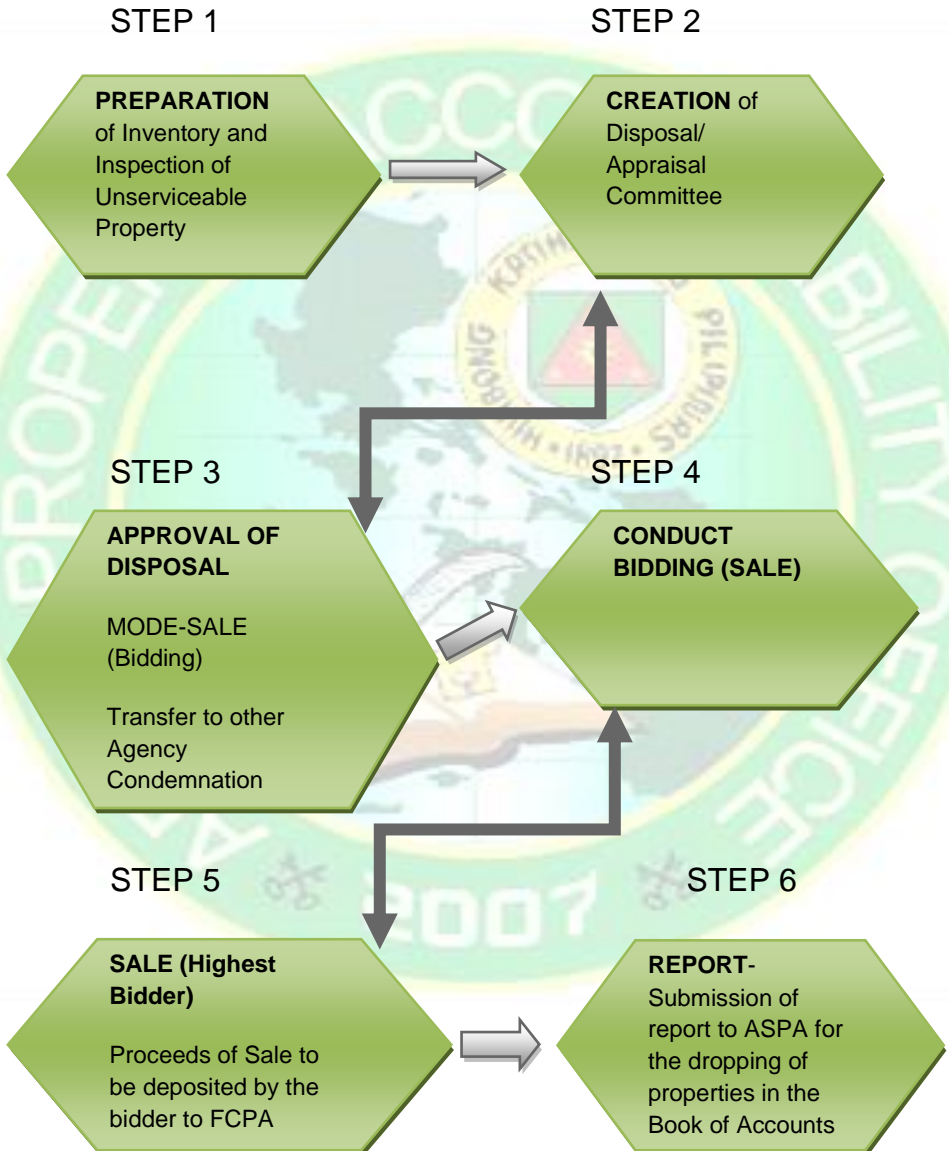 STEP 1
PREPARATION
of Inventory and
Inspection of
Unserviceable
Property
STEP 2
CREATION of
Disposal/
Appraisal
Committee
STEP 3
APPROVAL OF
DISPOSAL
MODE-SALE
(Bidding)
Transfer to other
Agency
Condemnation
STEP 4
CONDUCT
BIDDING (SALE)
STEP 5
SALE (Highest
Bidder)
Proceeds of Sale to
be deposited by the
bidder to FCPA
STEP 6
REPORT-
Submission of
report to ASPA for
the dropping of
properties in the
Book of Accounts
OFFICE
2007